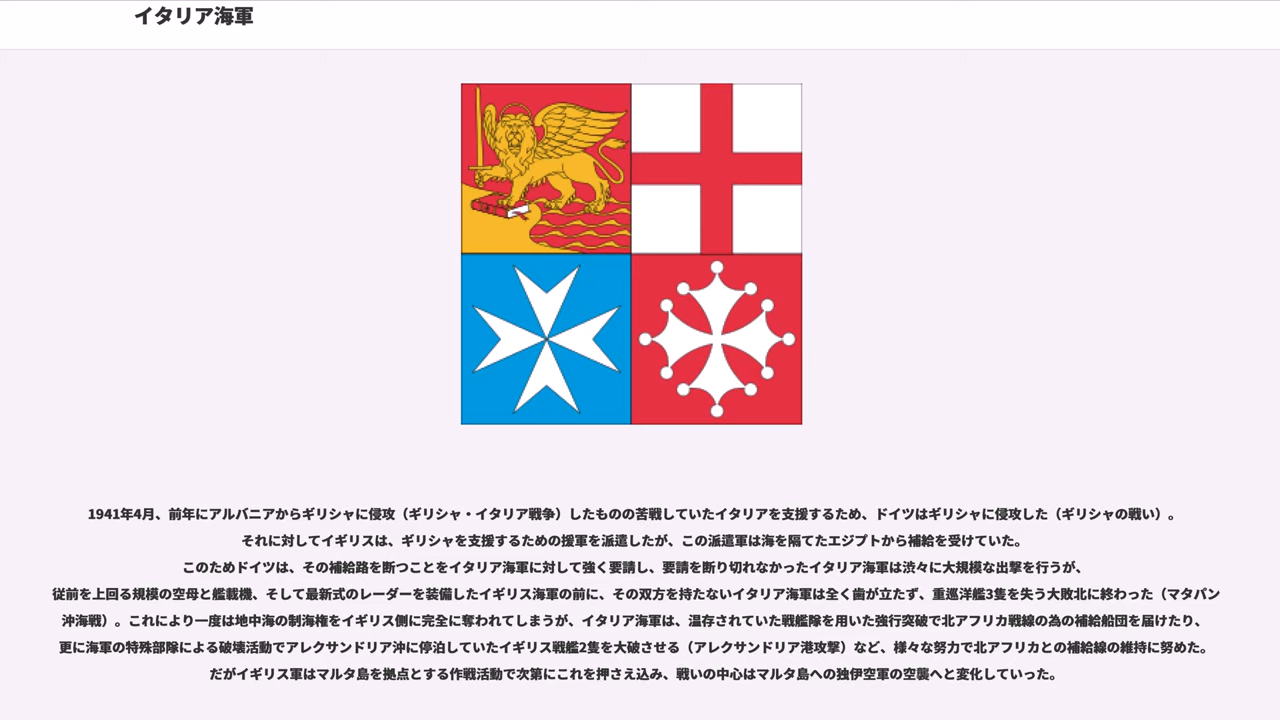 イタリア海軍
1941年4月、前年にアルバニアからギリシャに侵攻（ギリシャ・イタリア戦争）したものの苦戦していたイタリアを支援するため、ドイツはギリシャに侵攻した（ギリシャの戦い）。
それに対してイギリスは、ギリシャを支援するための援軍を派遣したが、この派遣軍は海を隔てたエジプトから補給を受けていた。
このためドイツは、その補給路を断つことをイタリア海軍に対して強く要請し、要請を断り切れなかったイタリア海軍は渋々に大規模な出撃を行うが、
従前を上回る規模の空母と艦載機、そして最新式のレーダーを装備したイギリス海軍の前に、その双方を持たないイタリア海軍は全く歯が立たず、重巡洋艦3隻を失う大敗北に終わった（マタパン
沖海戦）。これにより一度は地中海の制海権をイギリス側に完全に奪われてしまうが、イタリア海軍は、温存されていた戦艦隊を用いた強行突破で北アフリカ戦線の為の補給船団を届けたり、
更に海軍の特殊部隊による破壊活動でアレクサンドリア沖に停泊していたイギリス戦艦2隻を大破させる（アレクサンドリア港攻撃）など、様々な努力で北アフリカとの補給線の維持に努めた。
だがイギリス軍はマルタ島を拠点とする作戦活動で次第にこれを押さえ込み、戦いの中心はマルタ島への独伊空軍の空襲へと変化していった。